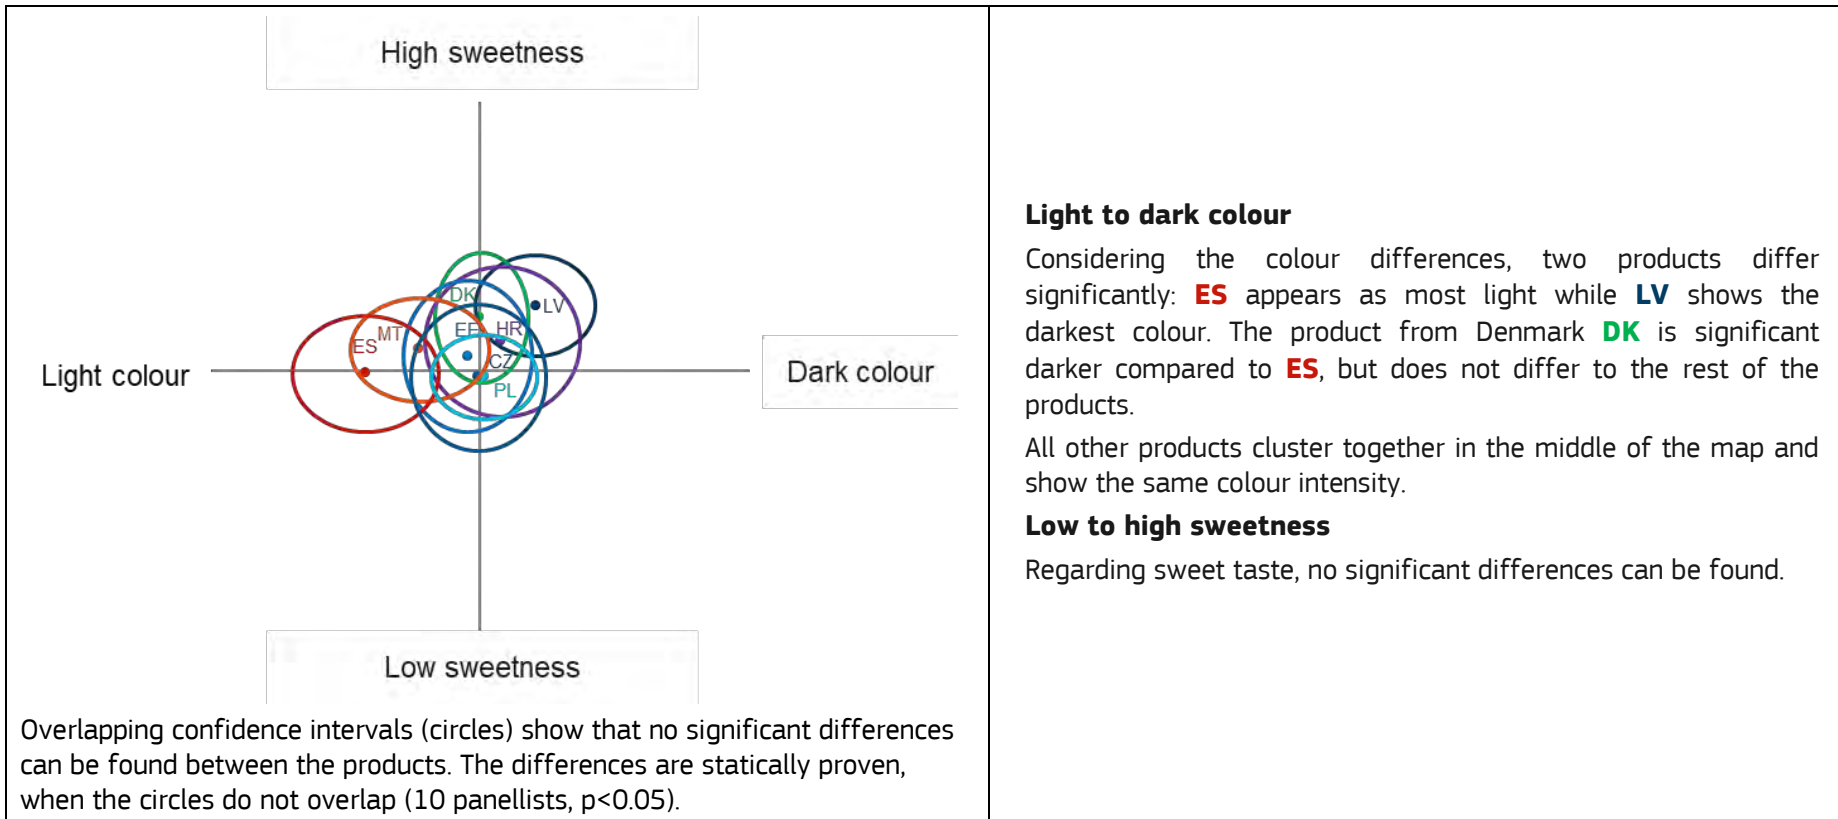 High sweetness
DK
LV
EE
HR
MT
ES
CZ
PL
Light colour
Dark colour
Low sweetness
Overlapping confidence intervals (circles) show that no significant differences
can be found between the products. The differences are statically proven,
when the circles do not overlap (10 panellists, p<0.05).
Light to dark colour
Considering the colour differences, two products differ
significantly: ES appears as most light while LV shows the
darkest colour. The product from Denmark DK is significant
darker compared to ES, but does not differ to the rest of the
products.
All other products cluster together in the middle of the map and
show the same colour intensity.
Low to high sweetness
Regarding sweet taste, no significant differences can be found.